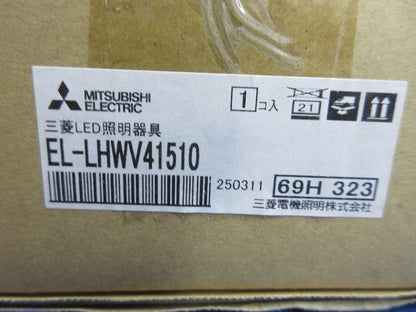 MITSUBISHI
ELECTRIC
1コ入
21
三菱LED照明器具
EL-LHWV41510
250311
69H 323
三菱電機照明株式会社